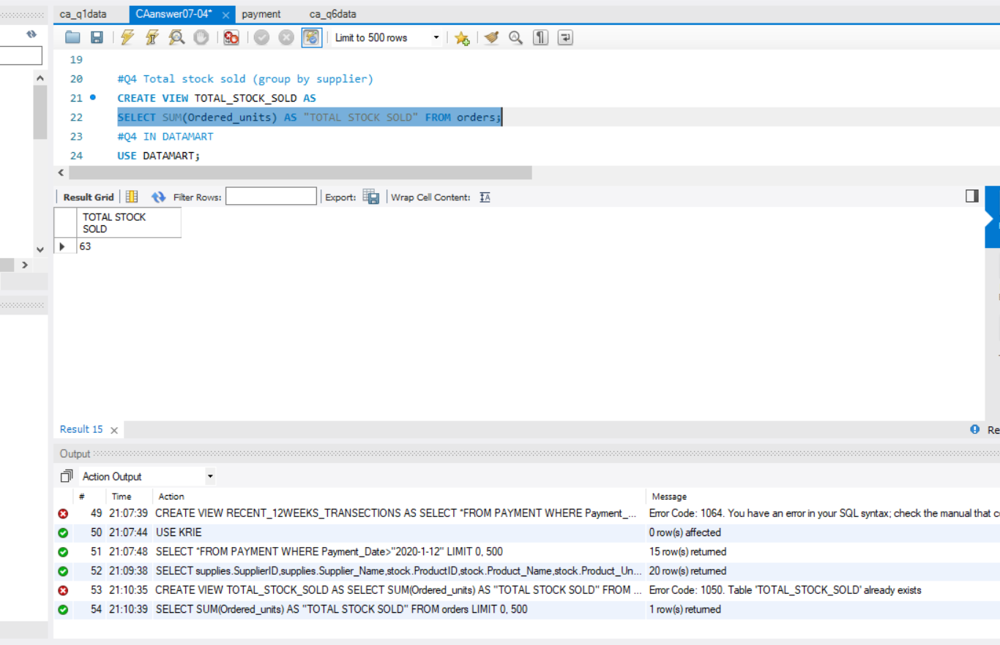 ca_q1data CAanswer07-04* payment ca_q6data
Limit to 500 rows
19
20 #Q4 Total stock sold (group by supplier)
21 CREATE VIEW TOTAL_STOCK_SOLD AS
22 SELECT SUM(Ordered_units) AS "TOTAL STOCK SOLD" FROM orders;
23 #Q4 IN DATAMART
24 USE DATAMART;
Result Grid Filter Rows: Export: Wrap Cell Content:
TOTAL STOCK
SOLD
63
Result 15 Re
Output
Action Output
# Time Action Message
49 21:07:39 CREATE VIEW RECENT_12WEEKS_TRANSECTIONS AS SELECT *FROM PAYMENT WHERE Payment_... Error Code: 1064. You have an error in your SQL syntax; check the manual that c
50 21:07:44 USE KRIE 0 row(s) affected
51 21:07:48 SELECT *FROM PAYMENT WHERE Payment_Date>"2020-1-12" LIMIT 0, 500 15 row(s) returned
52 21:09:38 SELECT supplies.SupplierID,supplies.Supplier_Name,stock.ProductID,stock.Product_Name,stock.Product_Un... 20 row(s) returned
53 21:10:35 CREATE VIEW TOTAL_STOCK_SOLD AS SELECT SUM(Ordered_units) AS "TOTAL STOCK SOLD" FROM ... Error Code: 1050. Table 'TOTAL_STOCK_SOLD' already exists
54 21:10:39 SELECT SUM(Ordered_units) AS "TOTAL STOCK SOLD" FROM orders LIMIT 0, 500 1 row(s) returned